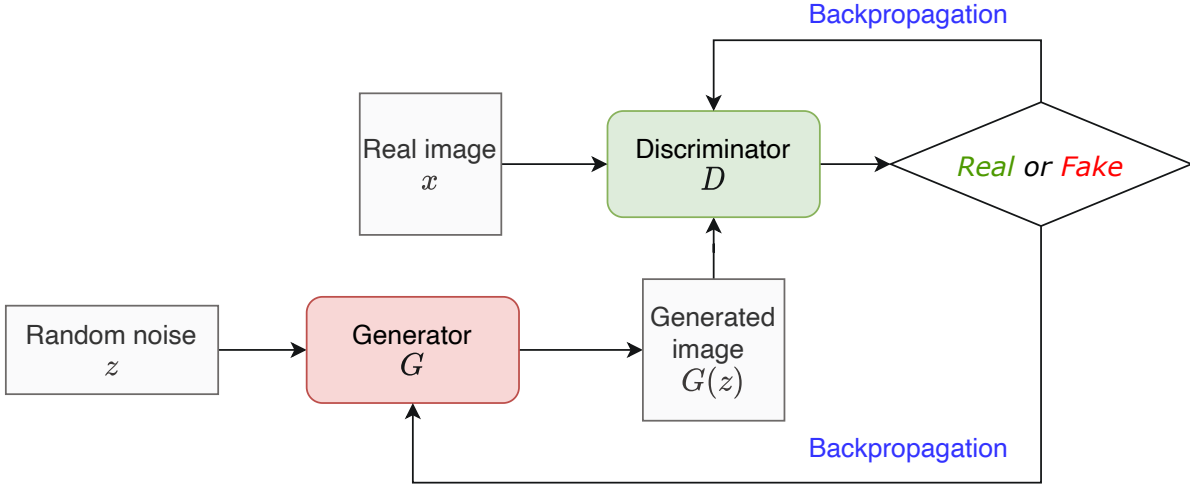 Backpropagation
Real image
x
Discriminator
D
Real or Fake
Random noise
z
Generator
G
Generated
image
G(z)
Backpropagation